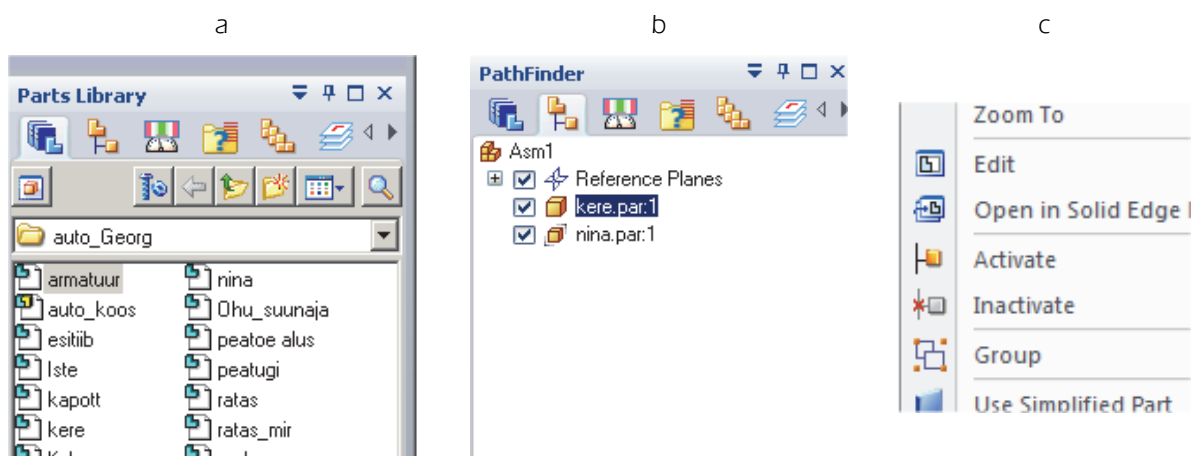 a
b
c
Parts Library
auto_Georg
armatuur
auto_koos
esitiib
Iste
kapott
kere
nina
Ohu_suunaja
peatoe alus
peatugi
ratas
ratas_mir
PathFinder
Asm1
Reference Planes
kere.par:1
nina.par:1
Zoom To
Edit
Open in Solid Edge
Activate
Inactivate
Group
Use Simplified Part